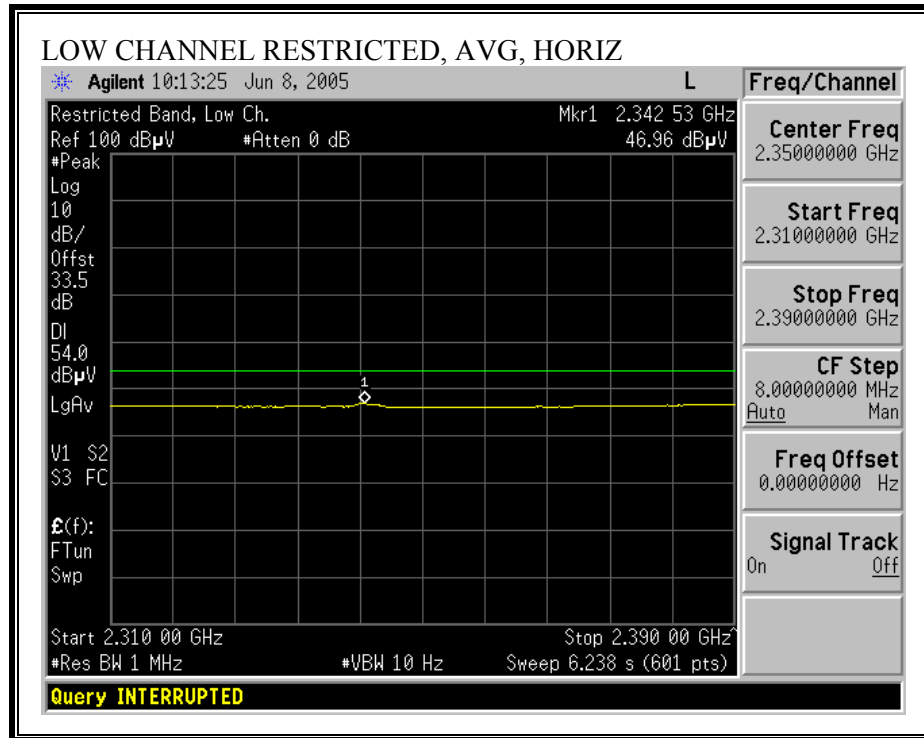 LOW CHANNEL RESTRICTED, AVG, HORIZ
Agilent 10:13:25 Jun 8, 2005 L
Freq/Channel
Restricted Band, Low Ch.
Mkr1 2.342 53 GHz
Ref 100 dBµV #Atten 0 dB 46.96 dBµV
#Peak
Log
10
dB/
Offst
33.5
dB
DI
54.0
dBµV
LgAv
V1 S2
S3 FC
£(f):
FTun
Swp
1
Start 2.310 00 GHz Stop 2.390 00 GHz^
#Res BW 1 MHz #VBW 10 Hz Sweep 6.238 s (601 pts)
Center Freq
2.35000000 GHz
Start Freq
2.31000000 GHz
Stop Freq
2.39000000 GHz
CF Step
8.00000000 MHz
Auto Man
Freq Offset
0.00000000 Hz
Signal Track
On Off
Query INTERRUPTED